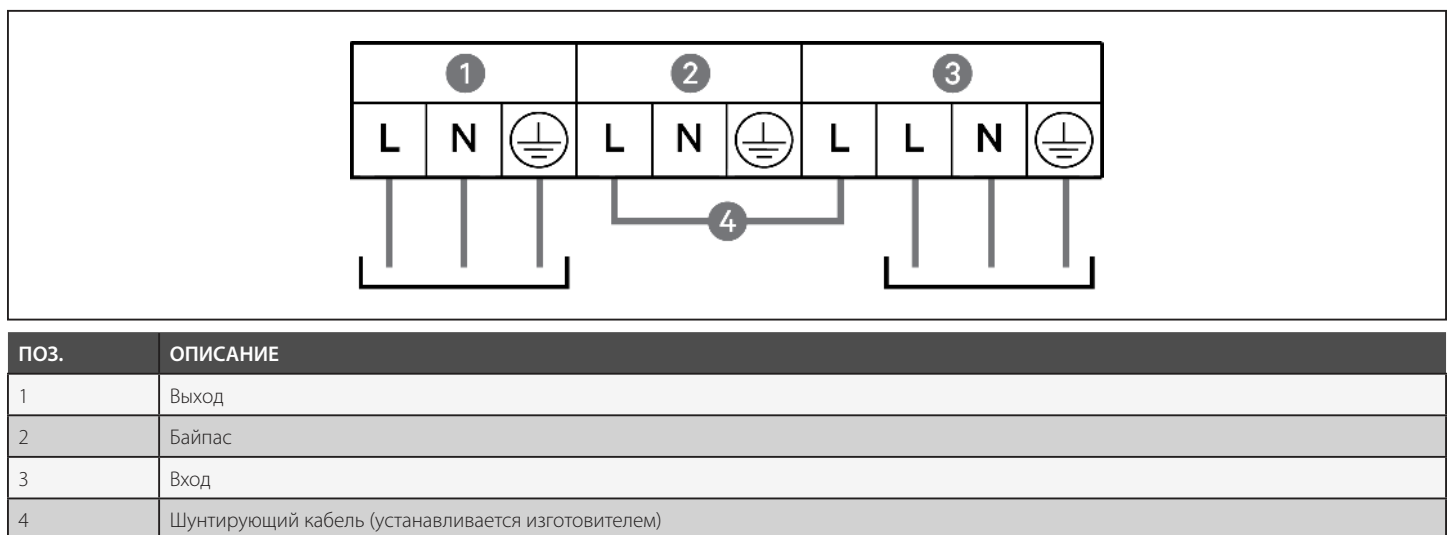 1 2 3
L N L N L L N
4
ПОЗ. ОПИСАНИЕ
1 Выход
2 Байпас
3 Вход
4 Шунтирующий кабель (устанавливается изготовителем)